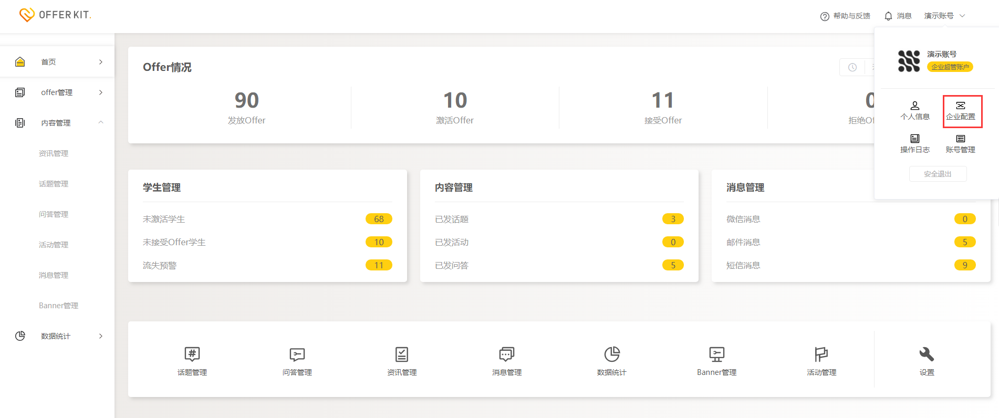 OFFER KIT.
帮助与反馈
消息
演示账号
首页
offer管理
内容管理
资讯管理
话题管理
问答管理
活动管理
消息管理
Banner管理
数据统计
Offer情况
90
发放Offer
10
激活Offer
11
接受Offer
拒绝Of
演示账号
企业超管账户
个人信息
企业配置
操作日志
账号管理
安全退出
学生管理
未激活学生 68
未接受Offer学生 10
流失预警 11
内容管理
已发话题 3
已发活动 0
已发问答 5
消息管理
微信消息 0
邮件消息 5
短信消息 9
话题管理
问答管理
资讯管理
消息管理
数据统计
Banner管理
活动管理
设置